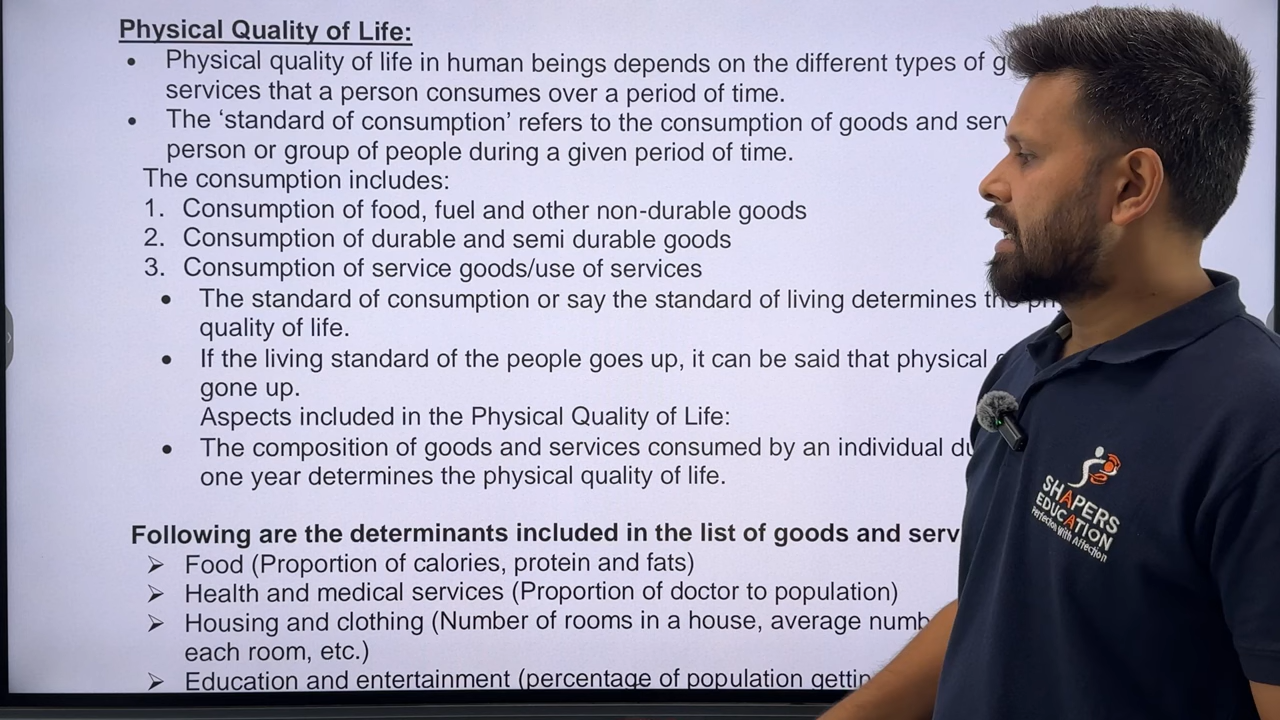 Physical Quality of Life:
• Physical quality of life in human beings depends on the different types of
services that a person consumes over a period of time.
• The ‘standard of consumption’ refers to the consumption of goods and
person or group of people during a given period of time.
The consumption includes:
1. Consumption of food, fuel and other non-durable goods
2. Consumption of durable and semi durable goods
3. Consumption of service goods/use of services
• The standard of consumption or say the standard of living determines the
quality of life.
• If the living standard of the people goes up, it can be said that physical
gone up.
Aspects included in the Physical Quality of Life:
• The composition of goods and services consumed by an individual
one year determines the physical quality of life.
Following are the determinants included in the list of goods and
➢ Food (Proportion of calories, protein and fats)
➢ Health and medical services (Proportion of doctor to population)
➢ Housing and clothing (Number of rooms in a house, average
each room, etc.)
➢ Education and entertainment (percentage of population
SHAPERS
EDUCATION
Perfection With Affection